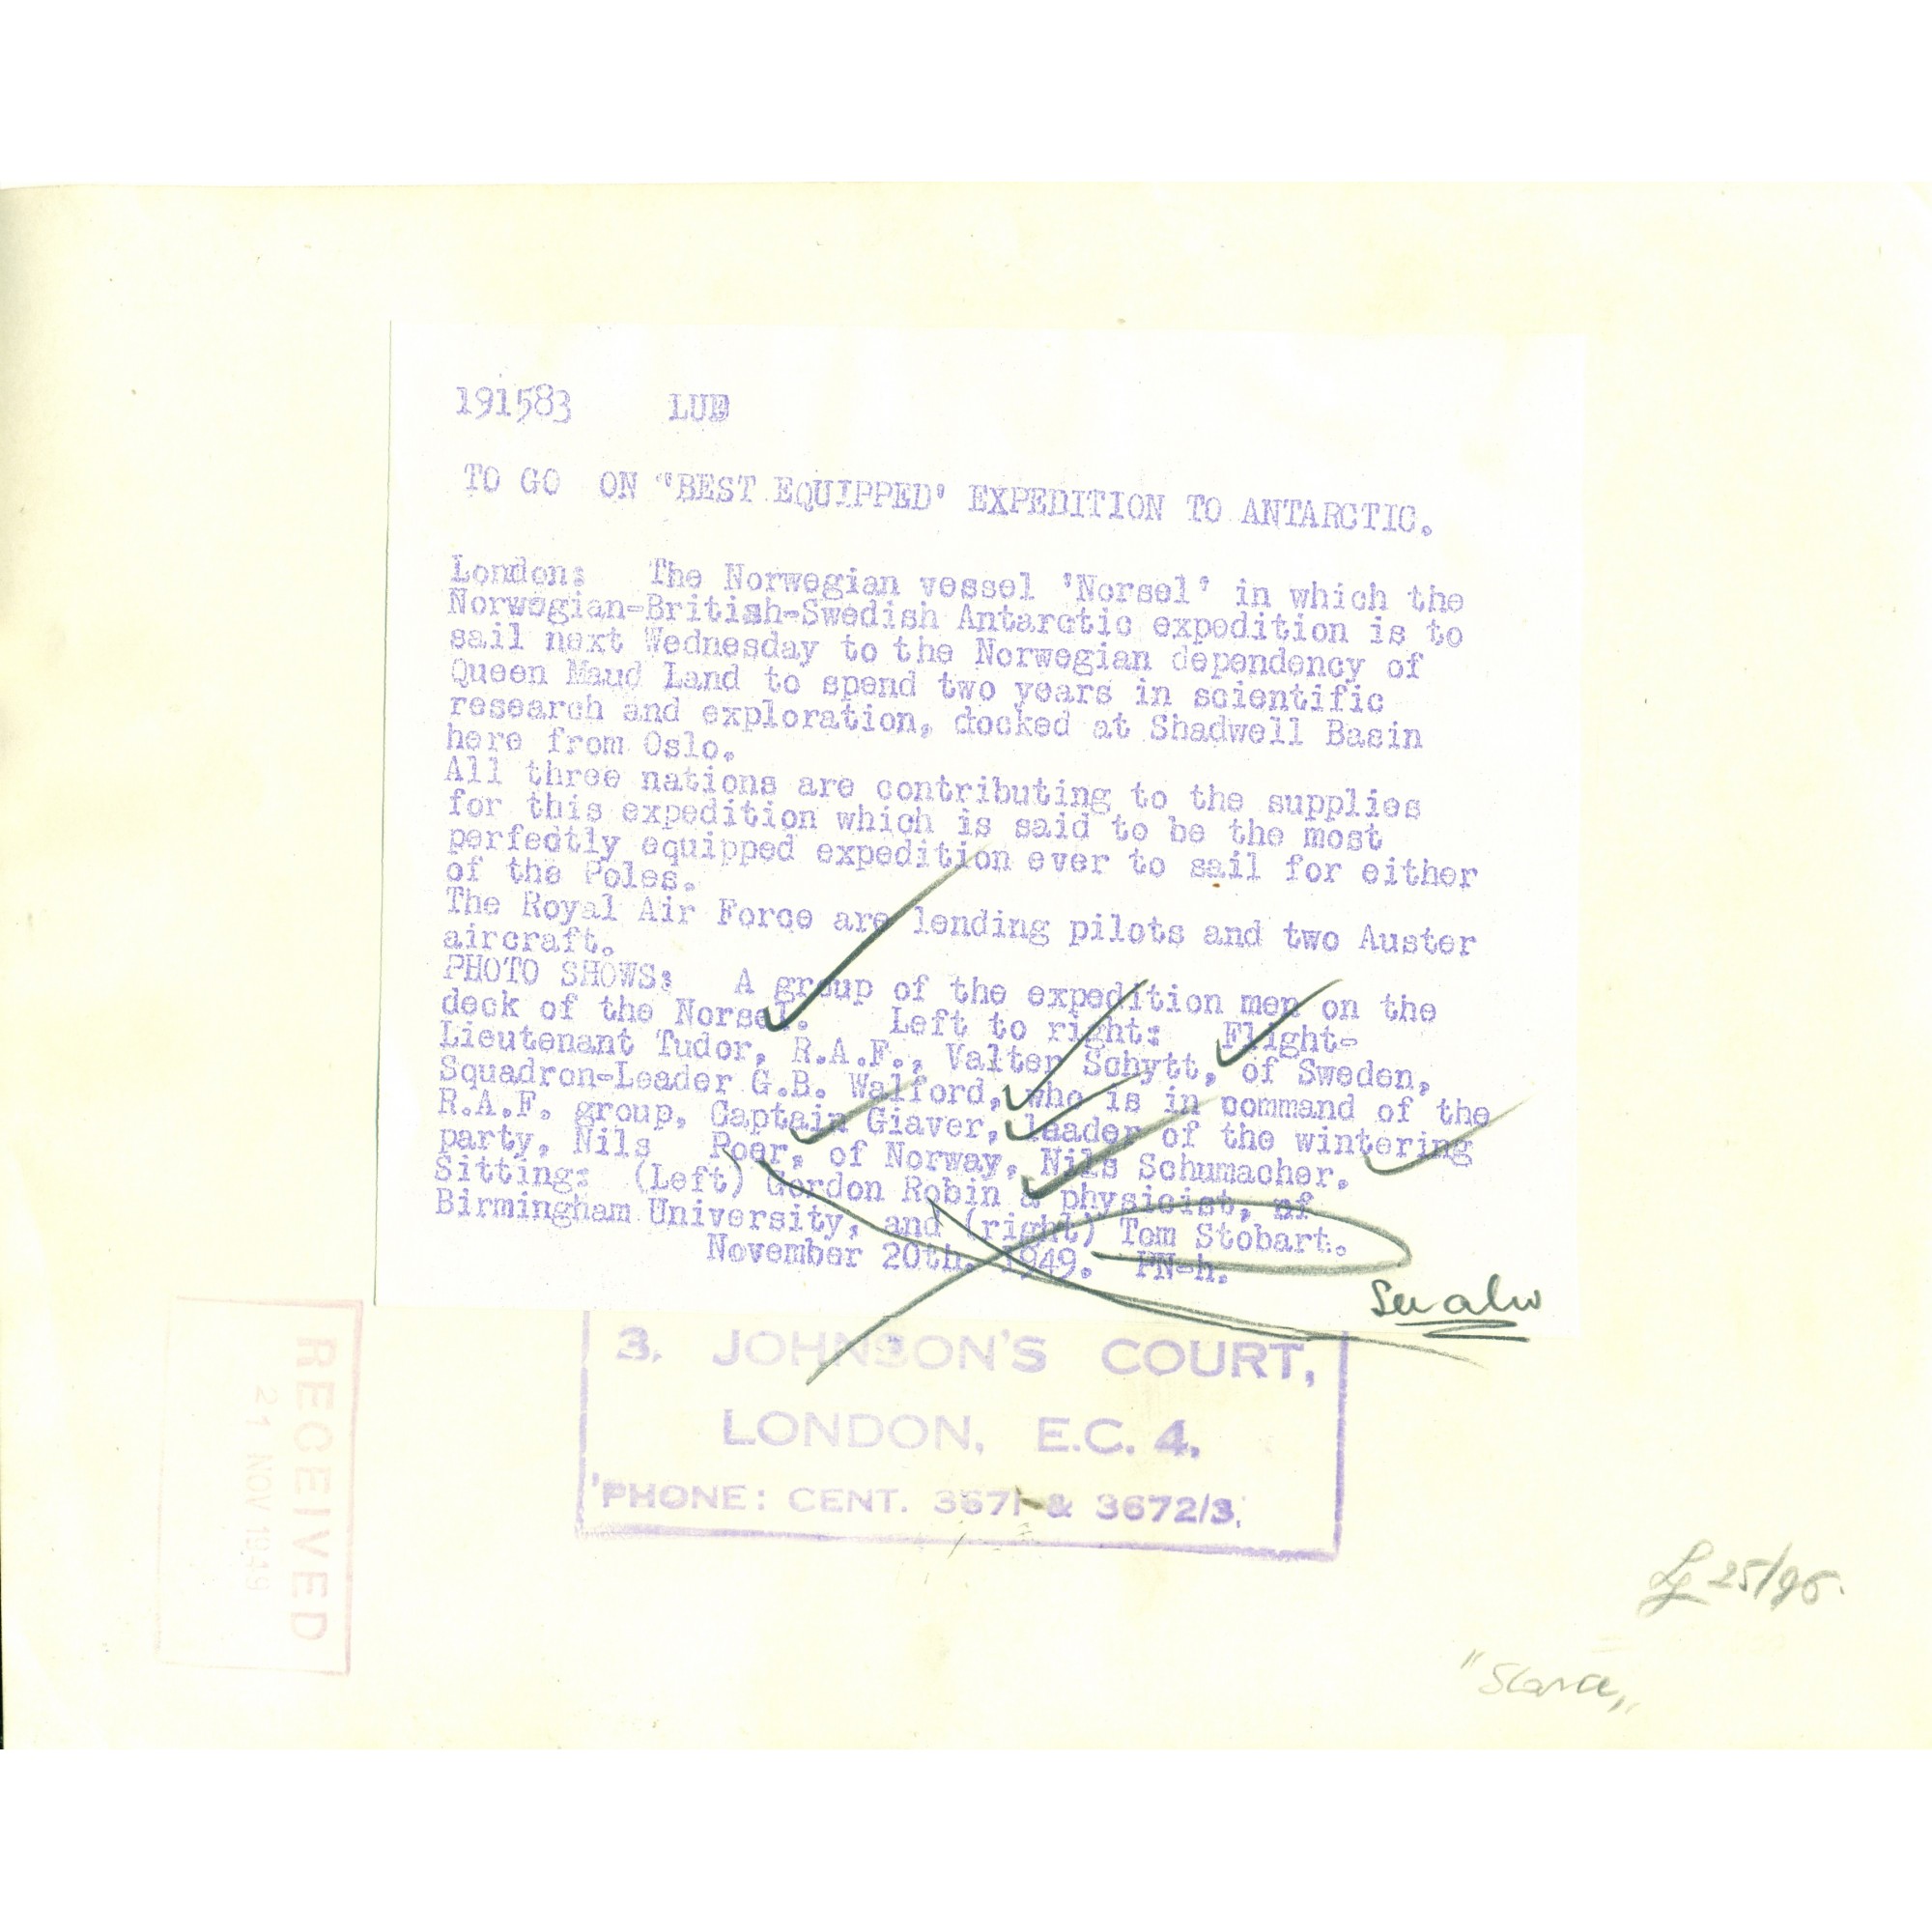 191583 LUD
TO GO ON "BEST EQUIPPED' EXPEDITION TO ANTARCTIC.
London: The Norwegian vessel 'Norsel' in which the
Norwegian-British-Swedish Antarctic expedition is to
sail next Wednesday to the Norwegian dependency of
Queen Maud Land to spend two years in scientific
research and exploration, docked at Shadwell Basin
here from Oslo.
All three nations are contributing to the supplies
for this expedition which is said to be the most
perfectly equipped expedition ever to sail for either
of the Poles.
The Royal Air Force are lending pilots and two Auster
aircraft.
PHOTO SHOWS: A group of the expedition men on the
deck of the Norsel. Left to right: Flight-
Lieutenant Tudor, R.A.F., Valter Schytt, of Sweden,
Squadron-Leader G.B. Walford, who is in command of the
R.A.F. group, Captain Giaver, leader of the wintering
party, Nils Roer, of Norway, Nils Schumacher.
Sitting: (Left) Gordon Robin a physicist, of
Birmingham University, and (right) Tom Stobart.
November 20th. 1949. PN-h.
3, JOHNSON'S COURT,
LONDON, E.C. 4.
'PHONE: CENT. 3671 & 3672/3.
RECEIVED
21 NOV 1949
25/96.